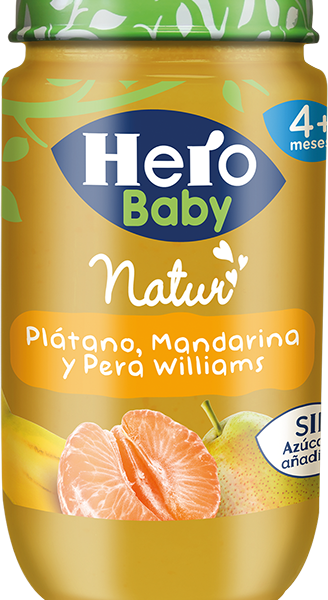 4+
meses
Hero
Baby
Natur
Plátano, Mandarina
y Pera Williams
SI
Azúca
añadi